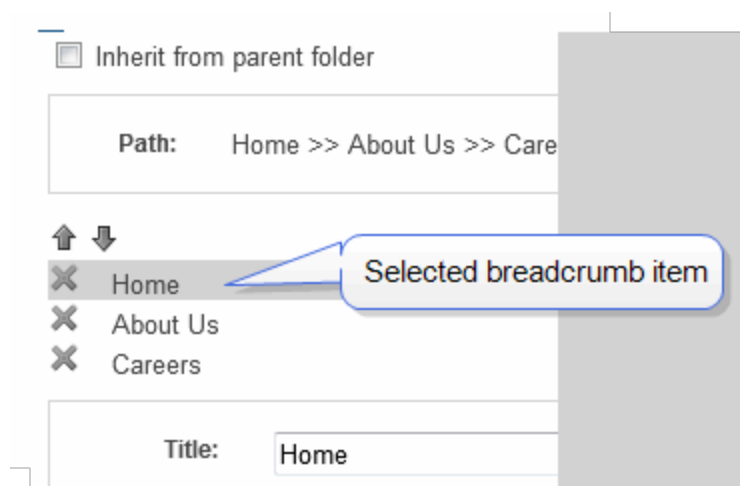 Inherit from parent folder
Path: Home >> About Us >> Care
Selected breadcrumb item
Home
About Us
Careers
Title: Home